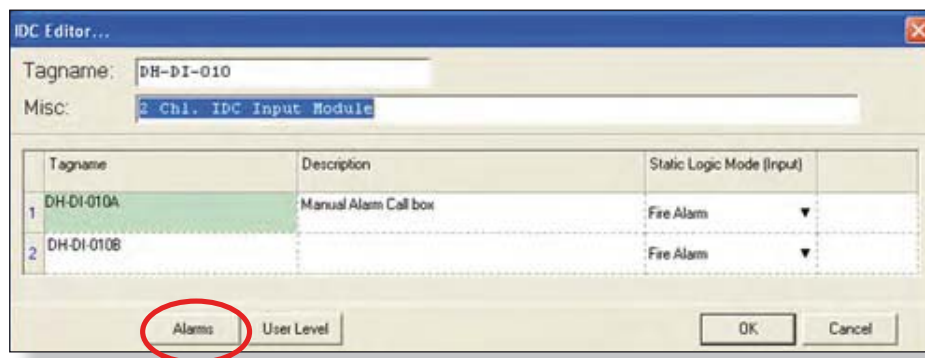 IDC Editor...
Tagname: DH-DI-010
Misc: 2 Chl. IDC Input Module
Tagname Description Static Logic Mode (Input)
1 DH-DI-010A Manual Alarm Call box Fire Alarm
2 DH-DI-010B Fire Alarm
Alarms User Level OK Cancel